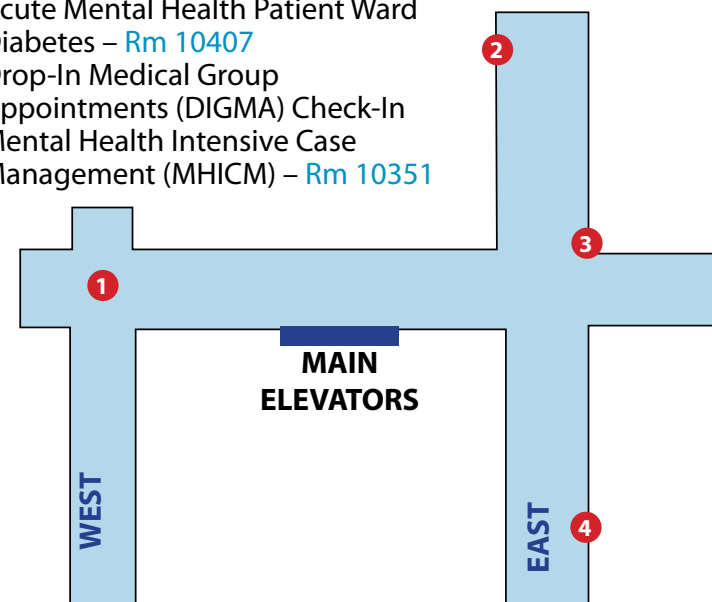 cute Mental Health Patient Ward
iabetes – Rm 10407
rop-In Medical Group
ppointments (DIGMA) Check-In
ental Health Intensive Case
anagement (MHICM) – Rm 10351
2
3
1
MAIN
ELEVATORS
WEST
EAST
4